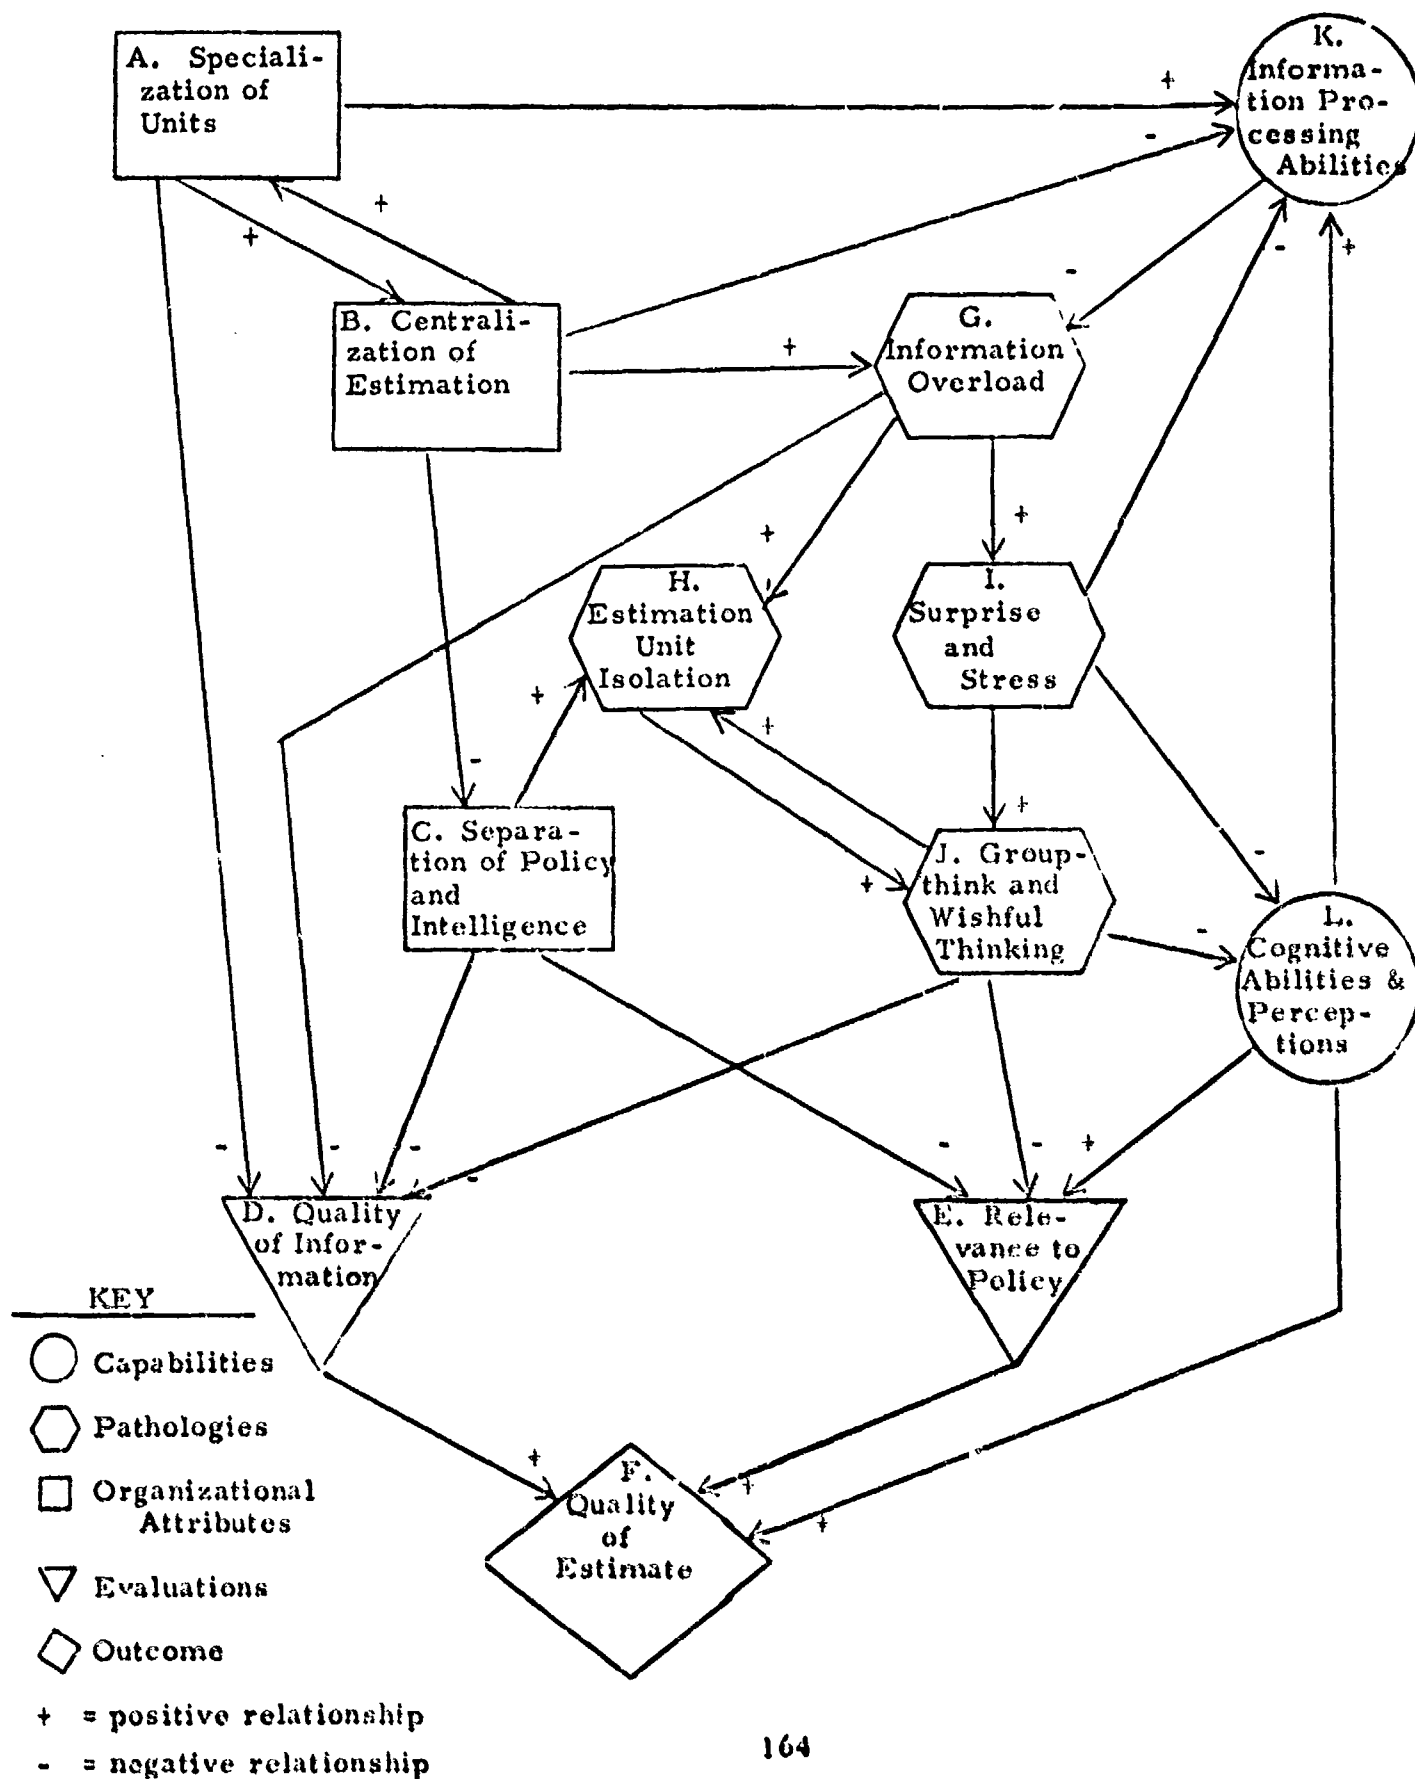 A. Speciali-
zation of
Units
+
K.
Informa-
tion Pro-
cessing
Abilities
-
+
+
-
-
+
B. Centrali-
zation of
Estimation
+
G.
Information
Overload
+
+
H.
Estimation
Unit
Isolation
I.
Surprise
and
Stress
+
+
-
+
C. Separa-
tion of Policy
and
Intelligence
+
J. Group-
think and
Wishful
Thinking
-
-
L.
Cognitive
Abilities &
Percep-
tions
-
-
-
-
-
-
+
D. Quality
of Infor-
mation
E. Rele-
vance to
Policy
KEY
Capabilities
Pathologies
Organizational
Attributes
Evaluations
Outcome
+ = positive relationship
- = negative relationship
+
F.
Quality
of
Estimate
+
+
164